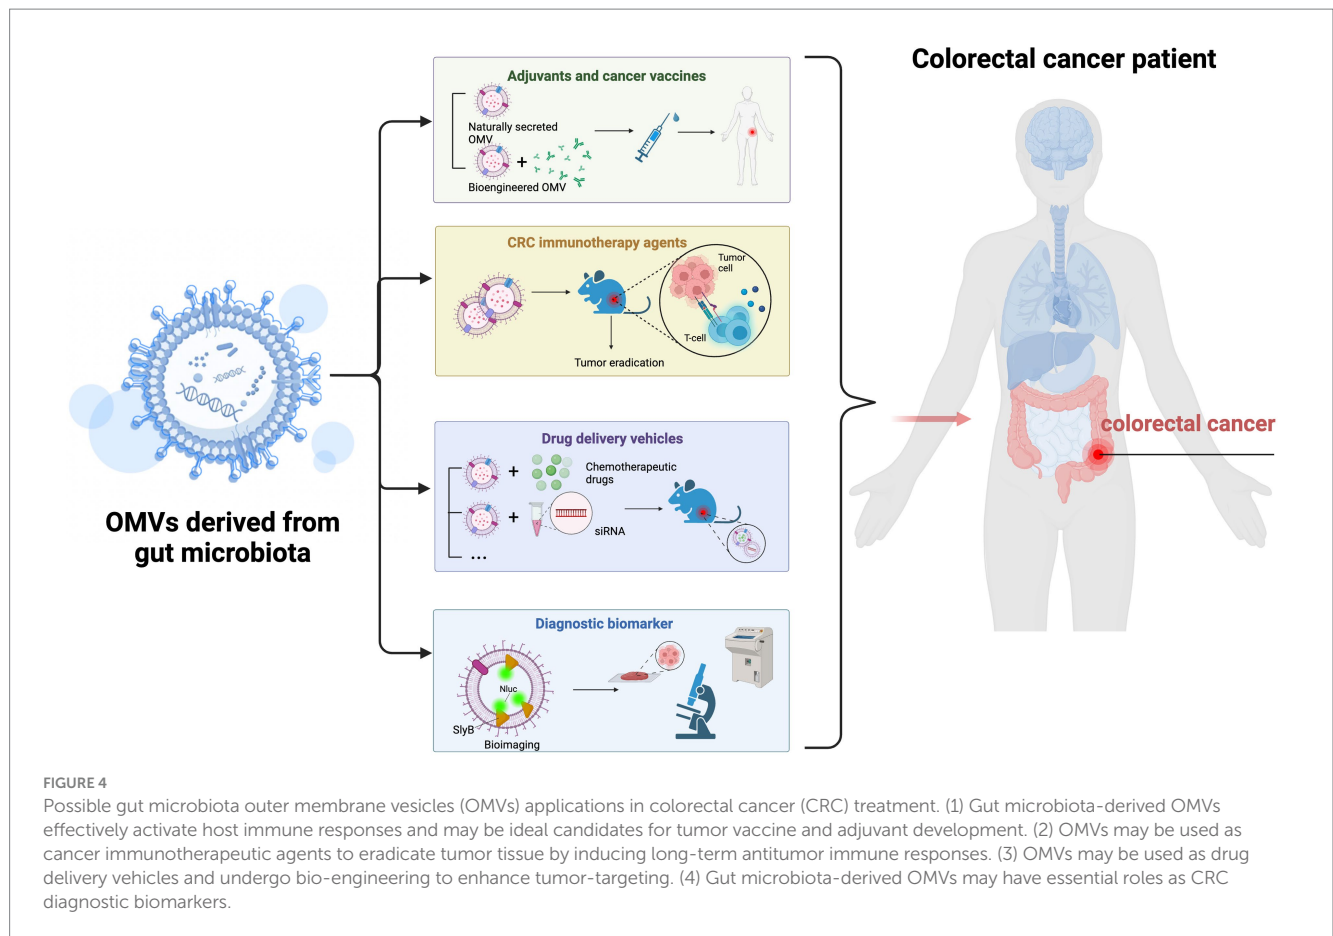 Colorectal cancer patient
Adjuvants and cancer vaccines
Naturally secreted
OMV
+
Bioengineered OMV
CRC immunotherapy agents
Tumor
cell
T-cell
Tumor eradication
OMVs derived from
gut microbiota
Drug delivery vehicles
+
Chemotherapeutic
drugs
+
siRNA
...
Diagnostic biomarker
Nluc
SlyB
Bioimaging
colorectal cancer
FIGURE 4
Possible gut microbiota outer membrane vesicles (OMVs) applications in colorectal cancer (CRC) treatment. (1) Gut microbiota-derived OMVs
effectively activate host immune responses and may be ideal candidates for tumor vaccine and adjuvant development. (2) OMVs may be used as
cancer immunotherapeutic agents to eradicate tumor tissue by inducing long-term antitumor immune responses. (3) OMVs may be used as drug
delivery vehicles and undergo bio-engineering to enhance tumor-targeting. (4) Gut microbiota-derived OMVs may have essential roles as CRC
diagnostic biomarkers.